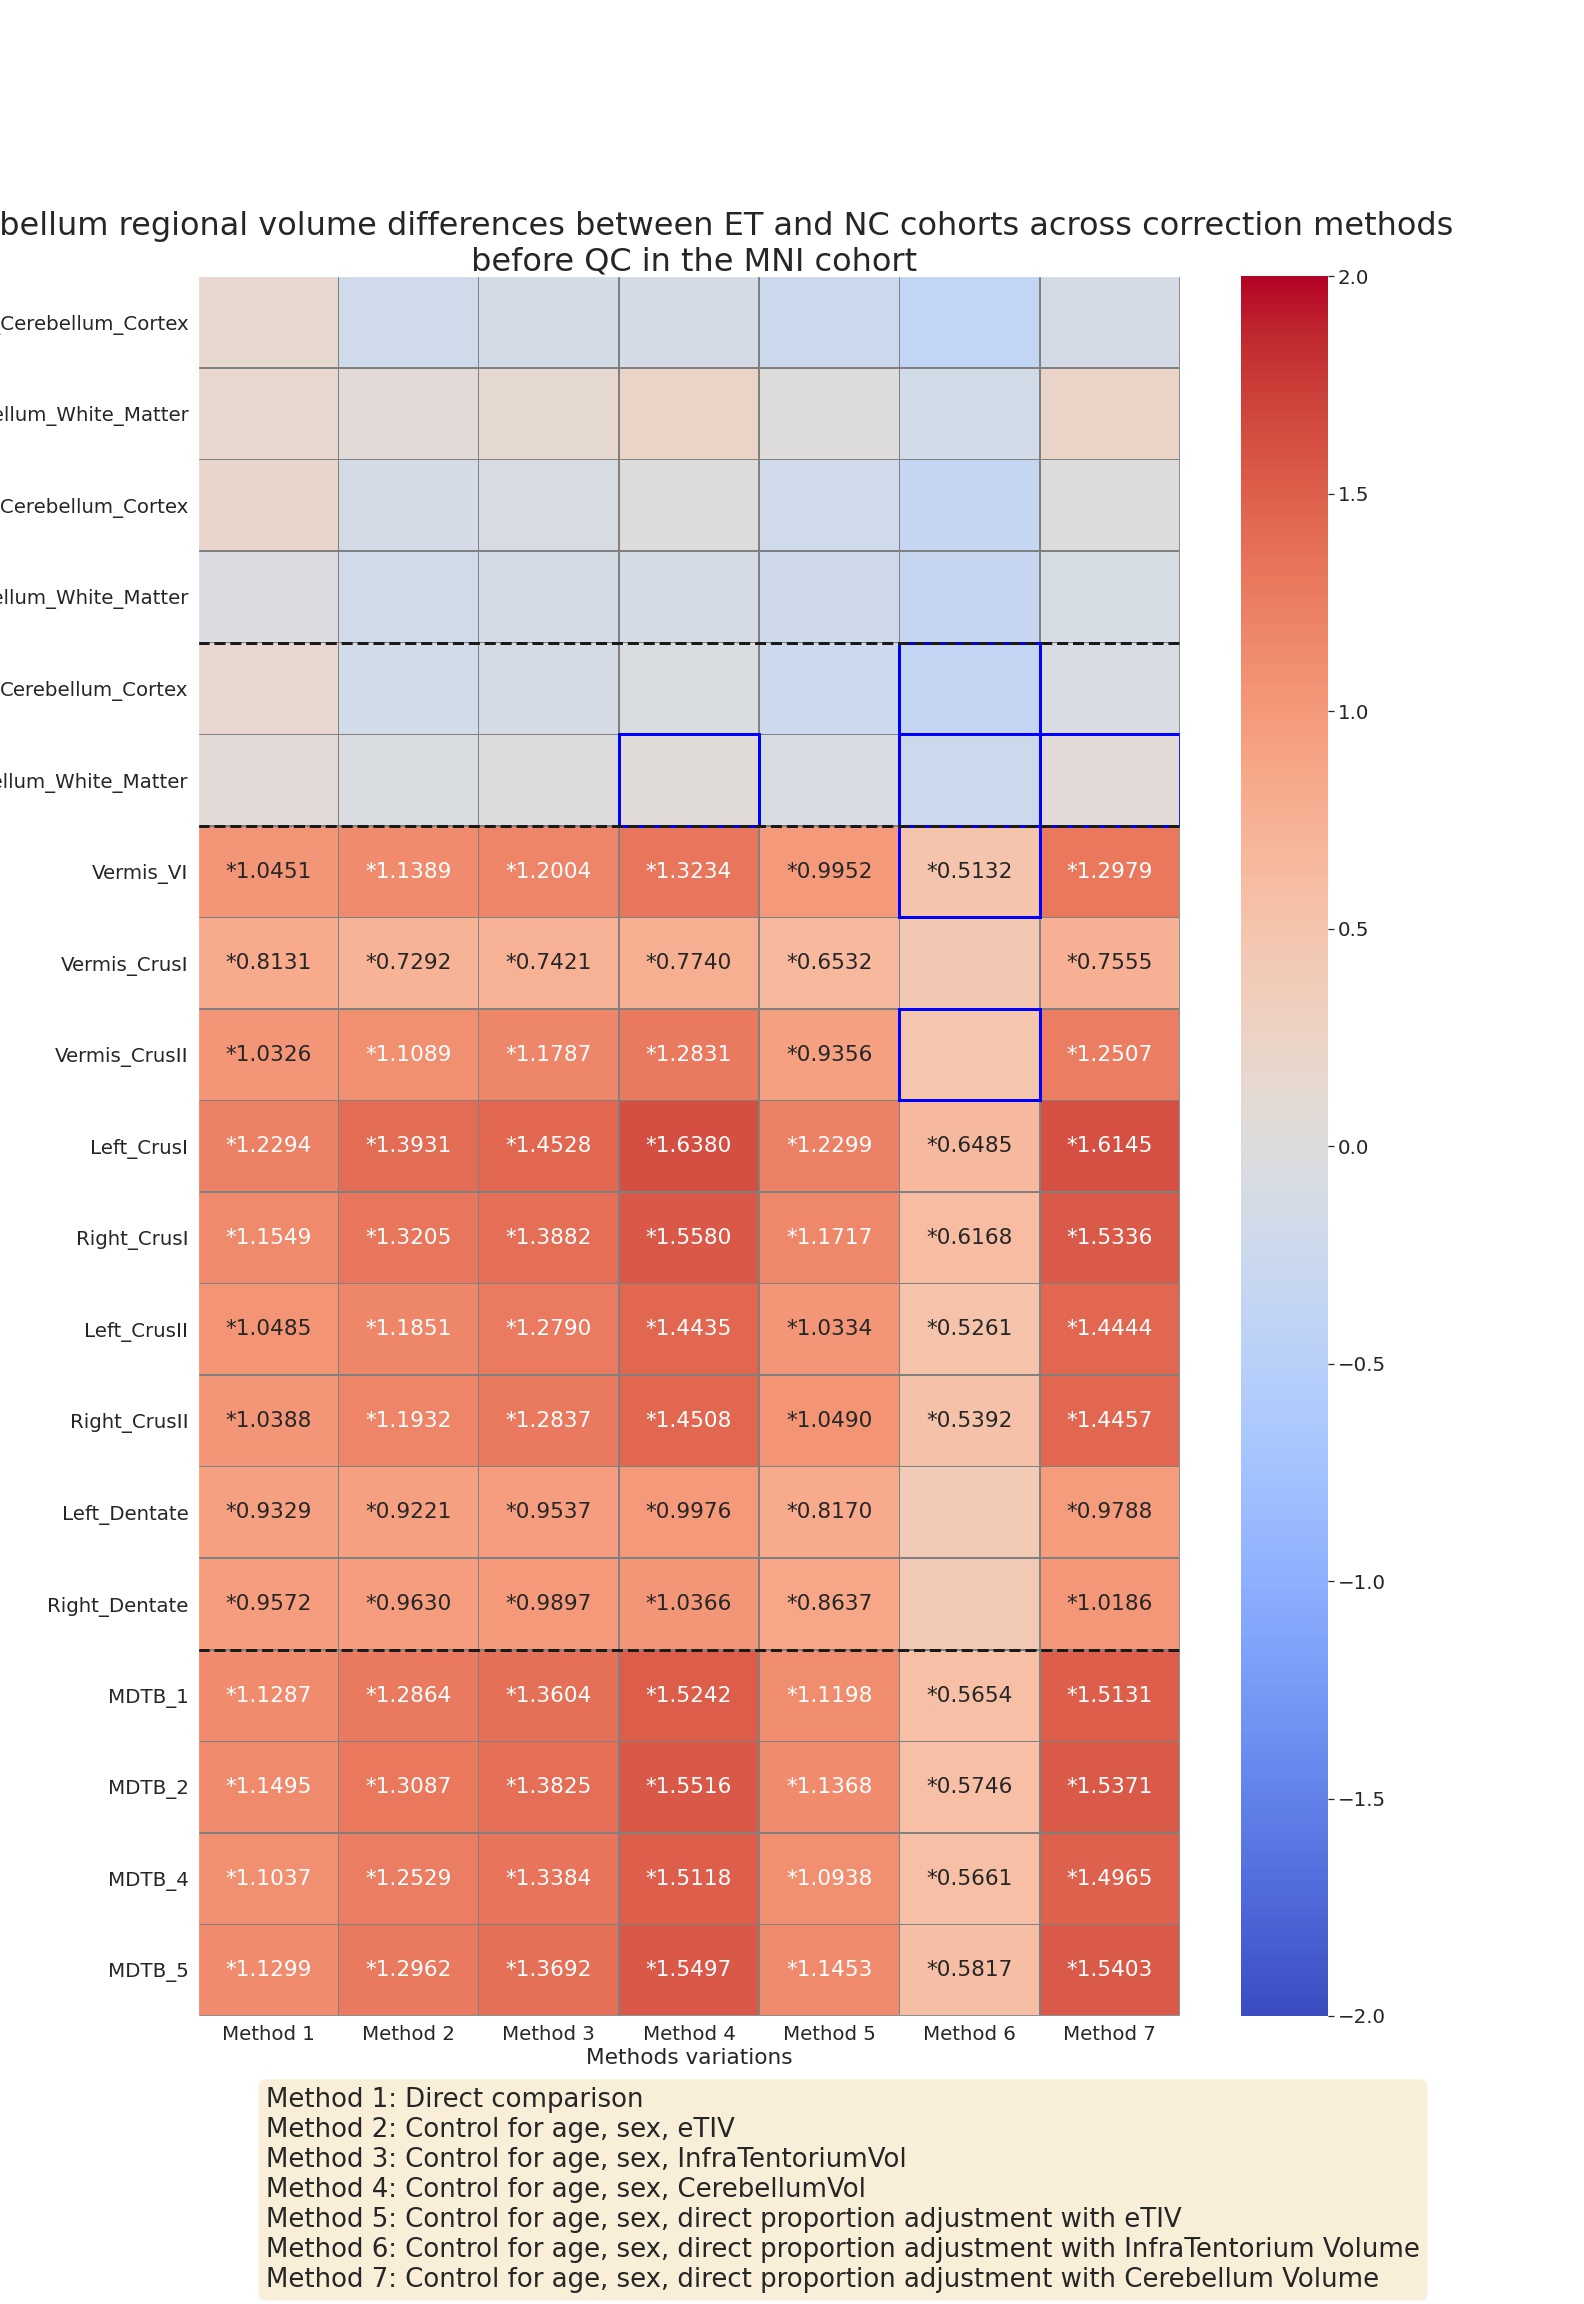 bellum regional volume differences between ET and NC cohorts across correction methods
before QC in the MNI cohort
_Cerebellum_Cortex
ellum_White_Matter
Cerebellum_Cortex
ellum_White_Matter
Cerebellum_Cortex
ellum_White_Matter
Vermis_VI *1.0451 *1.1389 *1.2004 *1.3234 *0.9952 *0.5132 *1.2979
Vermis_CrusI *0.8131 *0.7292 *0.7421 *0.7740 *0.6532 *0.7555
Vermis_CrusII *1.0326 *1.1089 *1.1787 *1.2831 *0.9356 *1.2507
Left_CrusI *1.2294 *1.3931 *1.4528 *1.6380 *1.2299 *0.6485 *1.6145
Right_CrusI *1.1549 *1.3205 *1.3882 *1.5580 *1.1717 *0.6168 *1.5336
Left_CrusII *1.0485 *1.1851 *1.2790 *1.4435 *1.0334 *0.5261 *1.4444
Right_CrusII *1.0388 *1.1932 *1.2837 *1.4508 *1.0490 *0.5392 *1.4457
Left_Dentate *0.9329 *0.9221 *0.9537 *0.9976 *0.8170 *0.9788
Right_Dentate *0.9572 *0.9630 *0.9897 *1.0366 *0.8637 *1.0186
MDTB_1 *1.1287 *1.2864 *1.3604 *1.5242 *1.1198 *0.5654 *1.5131
MDTB_2 *1.1495 *1.3087 *1.3825 *1.5516 *1.1368 *0.5746 *1.5371
MDTB_4 *1.1037 *1.2529 *1.3384 *1.5118 *1.0938 *0.5661 *1.4965
MDTB_5 *1.1299 *1.2962 *1.3692 *1.5497 *1.1453 *0.5817 *1.5403
Method 1 Method 2 Method 3 Method 4 Method 5 Method 6 Method 7
Methods variations
2.0
1.5
1.0
0.5
0.0
−0.5
−1.0
−1.5
−2.0
Method 1: Direct comparison
Method 2: Control for age, sex, eTIV
Method 3: Control for age, sex, InfraTentoriumVol
Method 4: Control for age, sex, CerebellumVol
Method 5: Control for age, sex, direct proportion adjustment with eTIV
Method 6: Control for age, sex, direct proportion adjustment with InfraTentorium Volume
Method 7: Control for age, sex, direct proportion adjustment with Cerebellum Volume